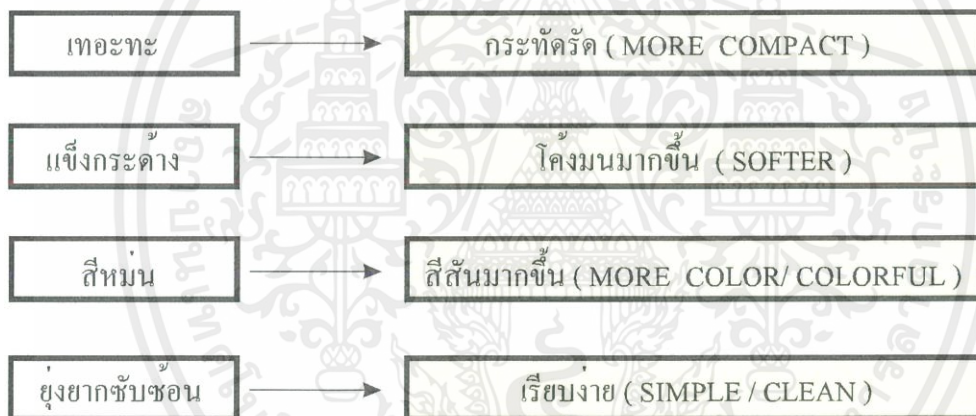 เทอะทะ กระทัดรัด ( MORE COMPACT )
แข็งกระด้าง โค้งมนมากขึ้น ( SOFTER )
สีหม่น สีสันมากขึ้น ( MORE COLOR/ COLORFUL )
ยุ่งยากซับซ้อน เรียบง่าย ( SIMPLE / CLEAN )